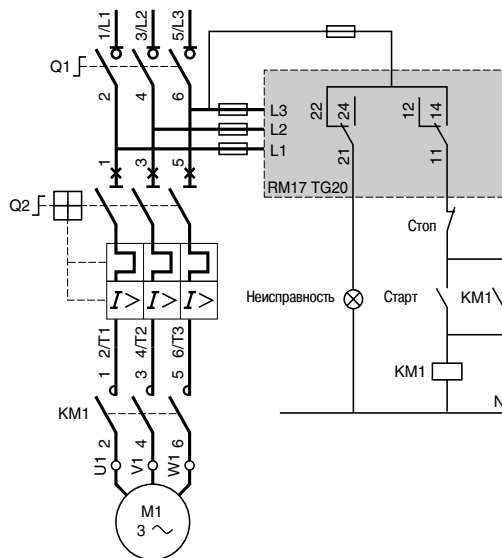 1/L1 3/L2 5/L3
Q1
2 4 6
L3
L2
L1
22 24 12 14
21 11
RM17 TG20
1 3 5
Q2
I> I> I>
Стоп
Неисправность
Старт
KM1
KM1
N
2/T1 4/T2 6/T3
1 3 5
KM1
2 4 6
U1 V1 W1
M1
3